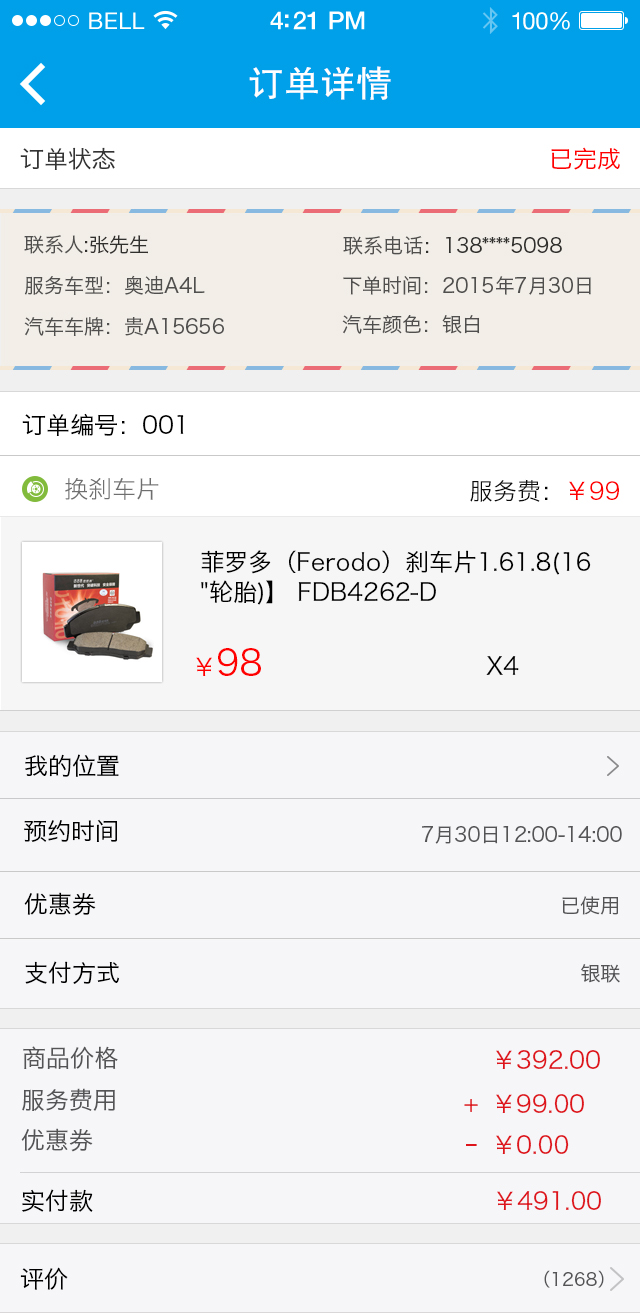 BELL 4:21 PM 100%
订单详情
订单状态 已完成
联系人:张先生 联系电话：138****5098
服务车型：奥迪A4L 下单时间：2015年7月30日
汽车车牌：贵A15656 汽车颜色：银白
订单编号：001
换刹车片 服务费：￥99
菲罗多（Ferodo）刹车片1.61.8(16
"轮胎)】 FDB4262-D
￥98 X4
我的位置
预约时间 7月30日12:00-14:00
优惠券 已使用
支付方式 银联
商品价格 ￥392.00
服务费用 + ￥99.00
优惠券 - ￥0.00
实付款 ￥491.00
评价 （1268）